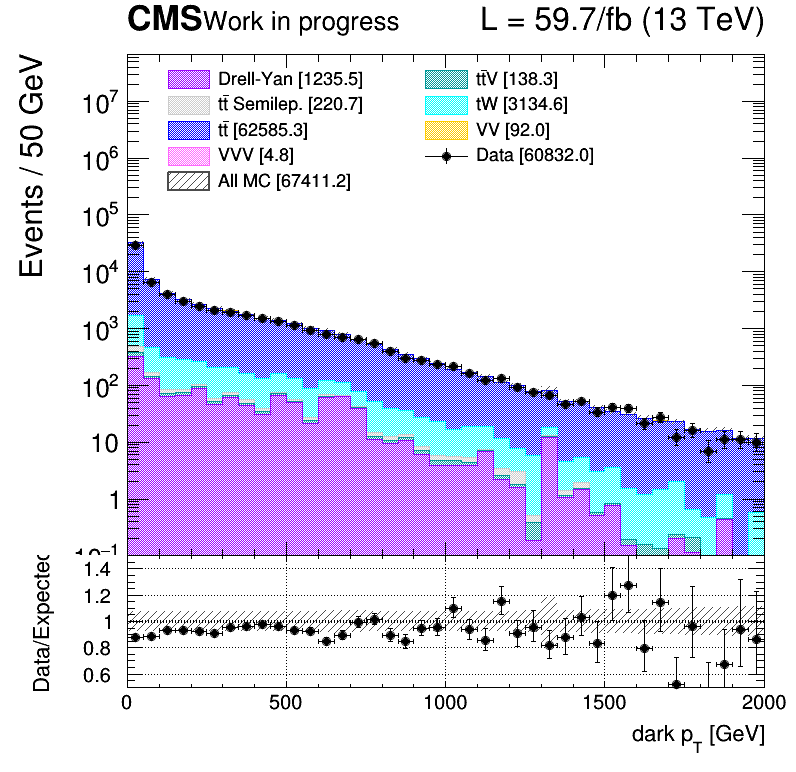 CMS Work in progress L = 59.7/fb (13 TeV)
Events / 50 GeV
Drell-Yan [1235.5] tt̄V [138.3]
tt̄ Semilep. [220.7] tW [3134.6]
tt̄ [62585.3] VV [92.0]
VVV [4.8] Data [60832.0]
All MC [67411.2]
10⁷
10⁶
10⁵
10⁴
10³
10²
10
1
10⁻¹
Data/Expected
1.4
1.2
1
0.8
0.6
0 500 1000 1500 2000
dark p_T [GeV]